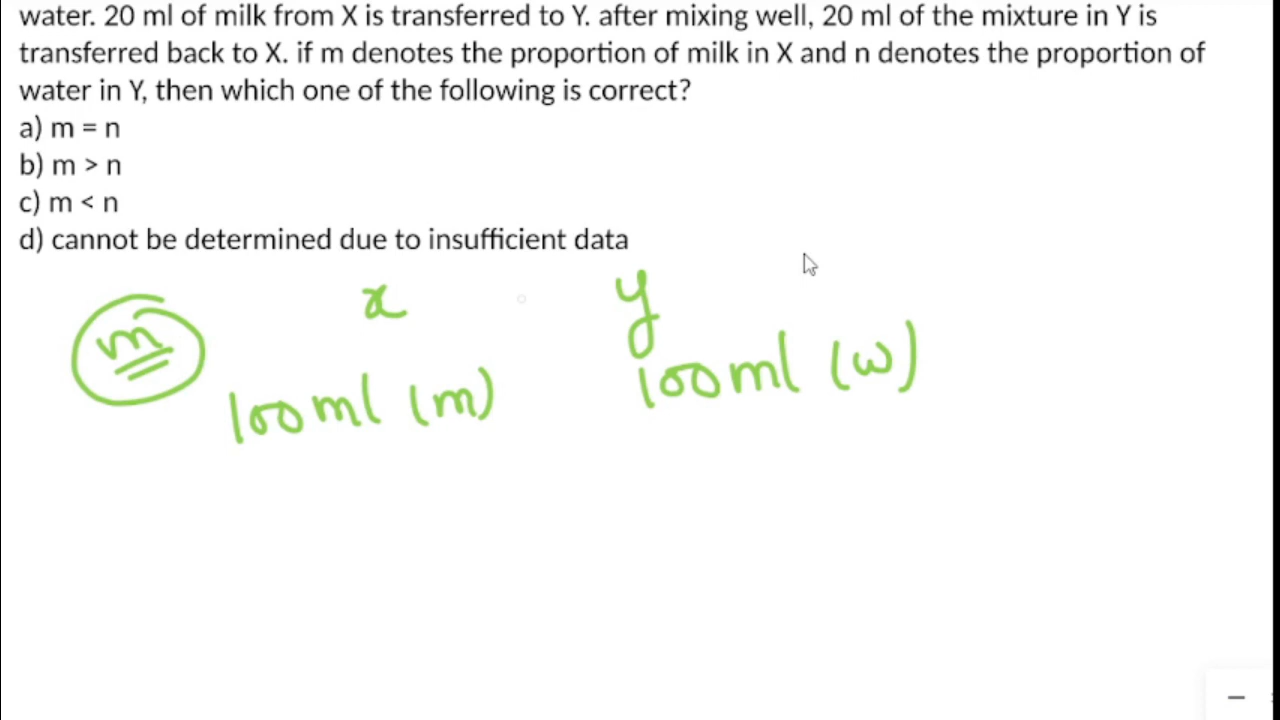 water. 20 ml of milk from X is transferred to Y. after mixing well, 20 ml of the mixture in Y is
transferred back to X. if m denotes the proportion of milk in X and n denotes the proportion of
water in Y, then which one of the following is correct?
a) m = n
b) m > n
c) m < n
d) cannot be determined due to insufficient data
m x y
100ml (m) 100ml (w)